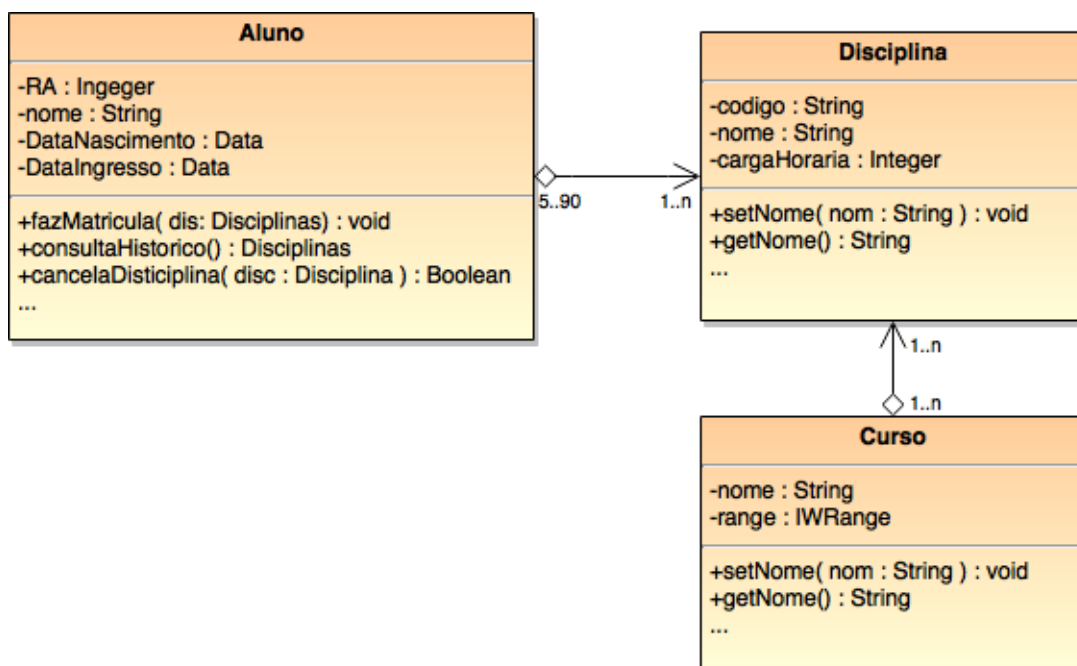 Aluno
-RA : Ingeger
-nome : String
-DataNascimento : Data
-DataIngresso : Data
+fazMatricula( dis: Disciplinas) : void
+consultaHistorico() : Disciplinas
+cancelaDisticiplina( disc : Disciplina ) : Boolean
...
5..90
1..n
Disciplina
-codigo : String
-nome : String
-cargaHoraria : Integer
+setNome( nom : String ) : void
+getNome() : String
...
1..n
1..n
Curso
-nome : String
-range : IWRange
+setNome( nom : String ) : void
+getNome() : String
...